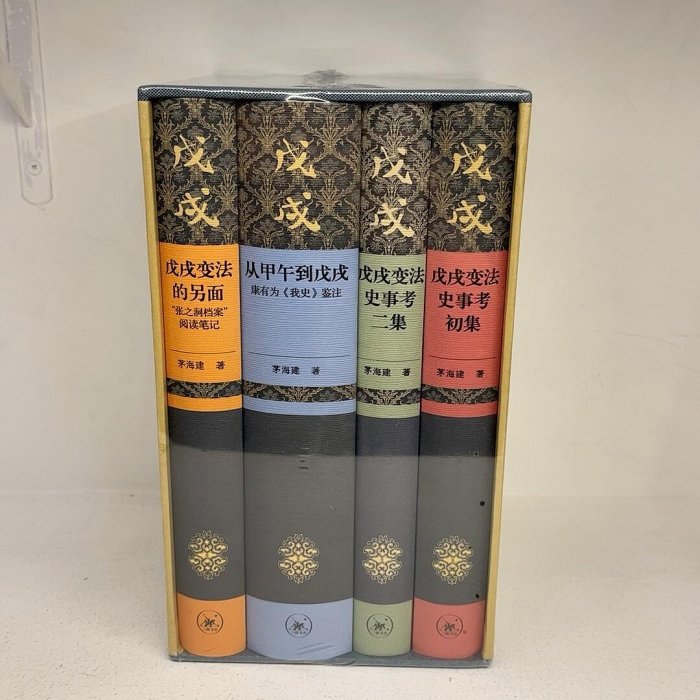 戊戌
戊戌变法
的另面
“张之洞档案”
阅读笔记
茅海建 著
戊戌
从甲午到戊戌
康有为《我史》鉴注
茅海建 著
戊戌
戊戌变法
史事考
二集
茅海建 著
戊戌
戊戌变法
史事考
初集
茅海建 著